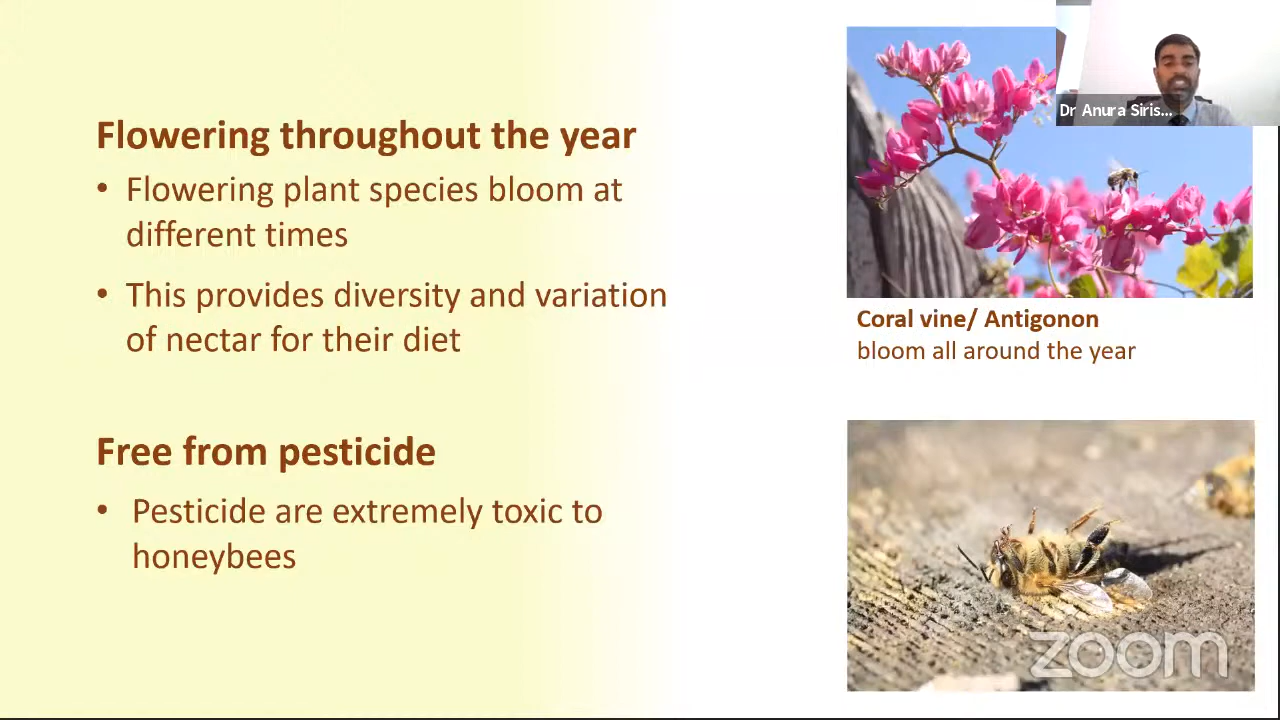 Flowering throughout the year
• Flowering plant species bloom at
different times
• This provides diversity and variation
of nectar for their diet
Free from pesticide
• Pesticide are extremely toxic to
honeybees
Dr Anura Siris...
Coral vine/ Antigonon
bloom all around the year
zoom